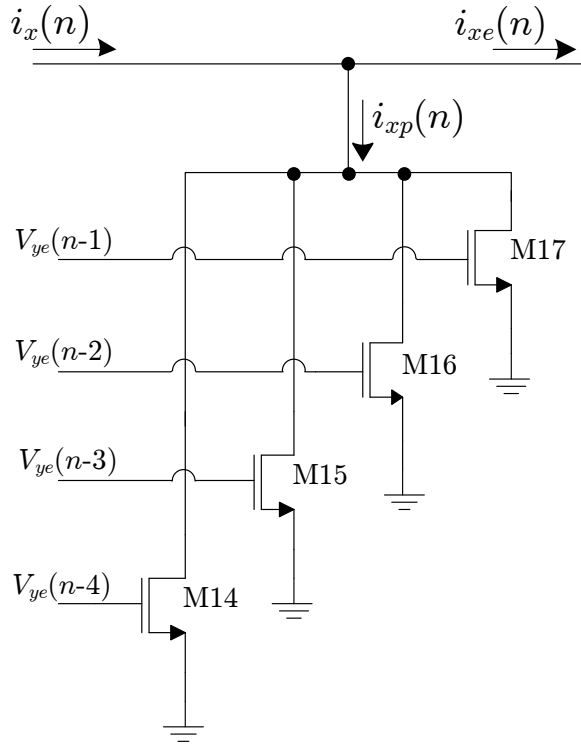 i_x(n) i_xe(n)
i_xp(n)
V_ye(n-1)
M17
V_ye(n-2)
M16
V_ye(n-3)
M15
V_ye(n-4)
M14